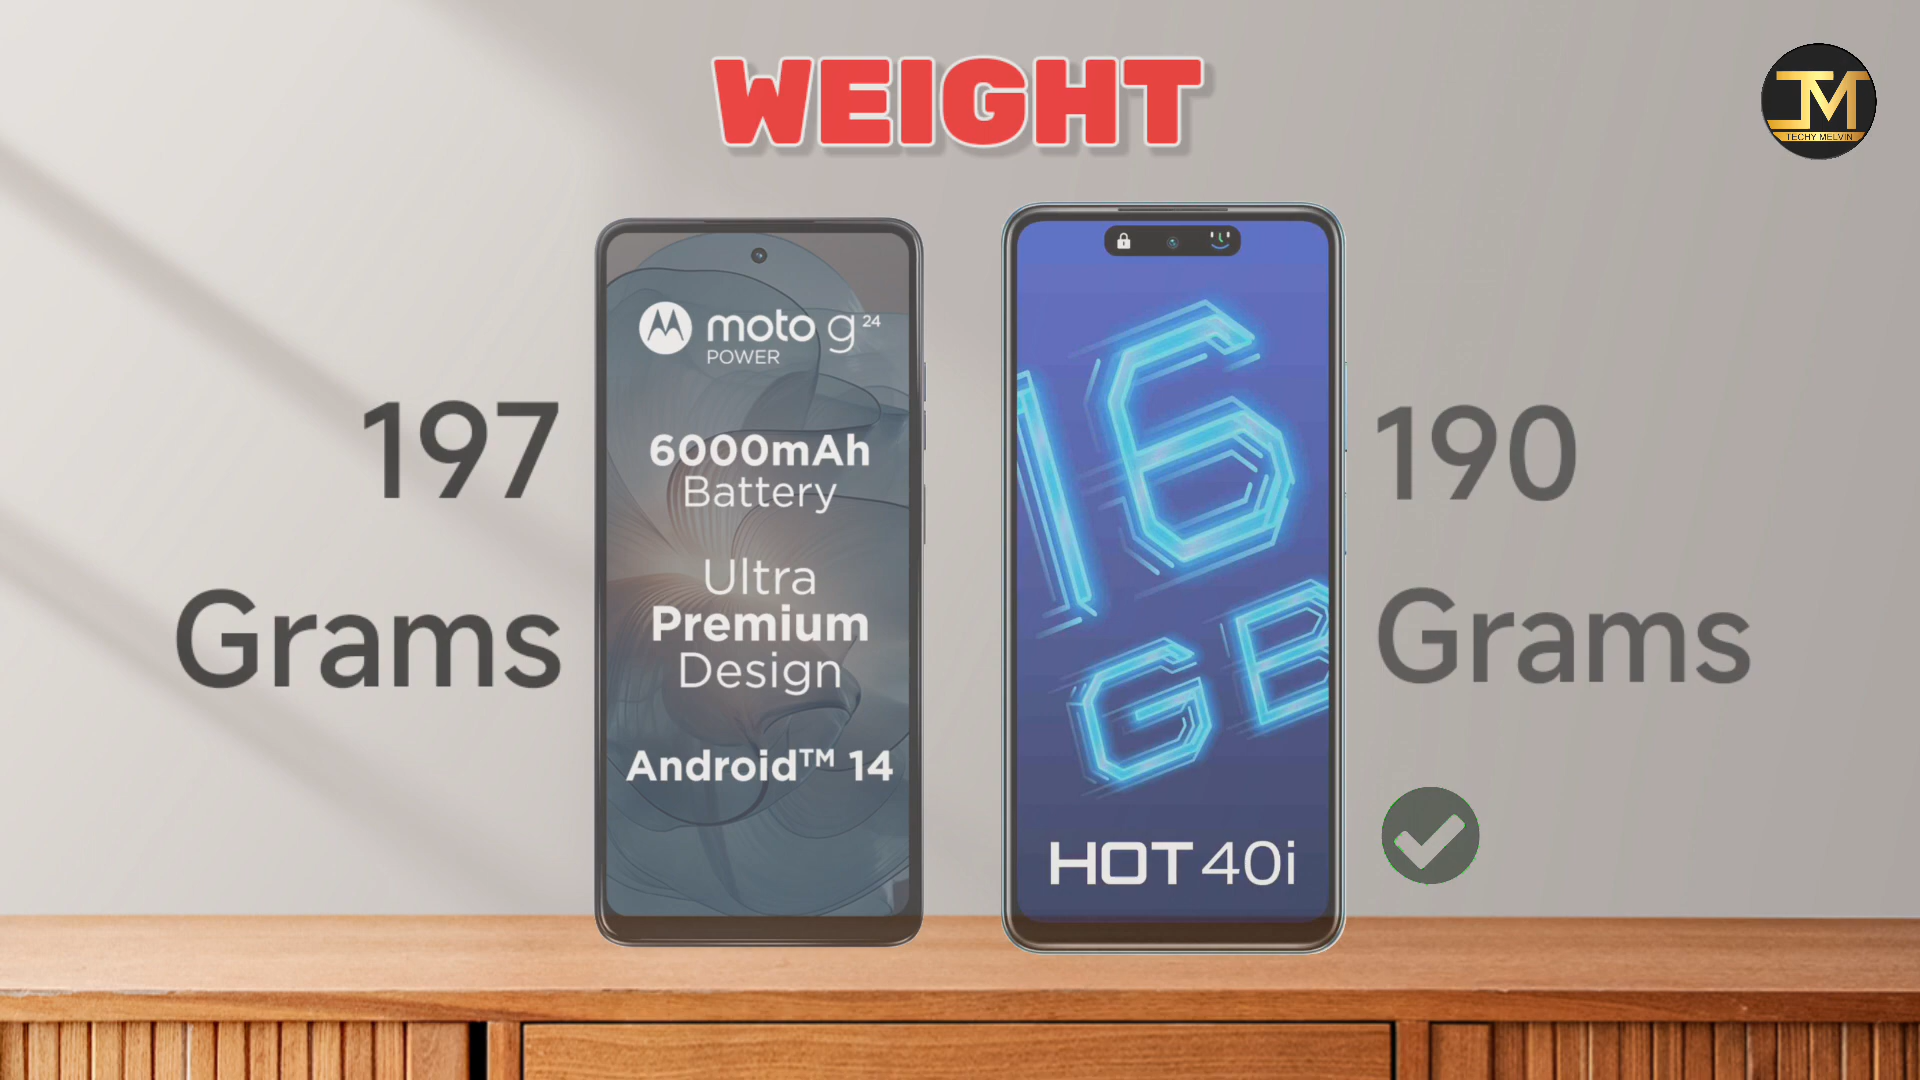 WEIGHT
TM
TECHY MELVIN
197
Grams
moto g 24
POWER
6000mAh
Battery
Ultra
Premium
Design
Android™ 14
16
GB
HOT 40i
190
Grams